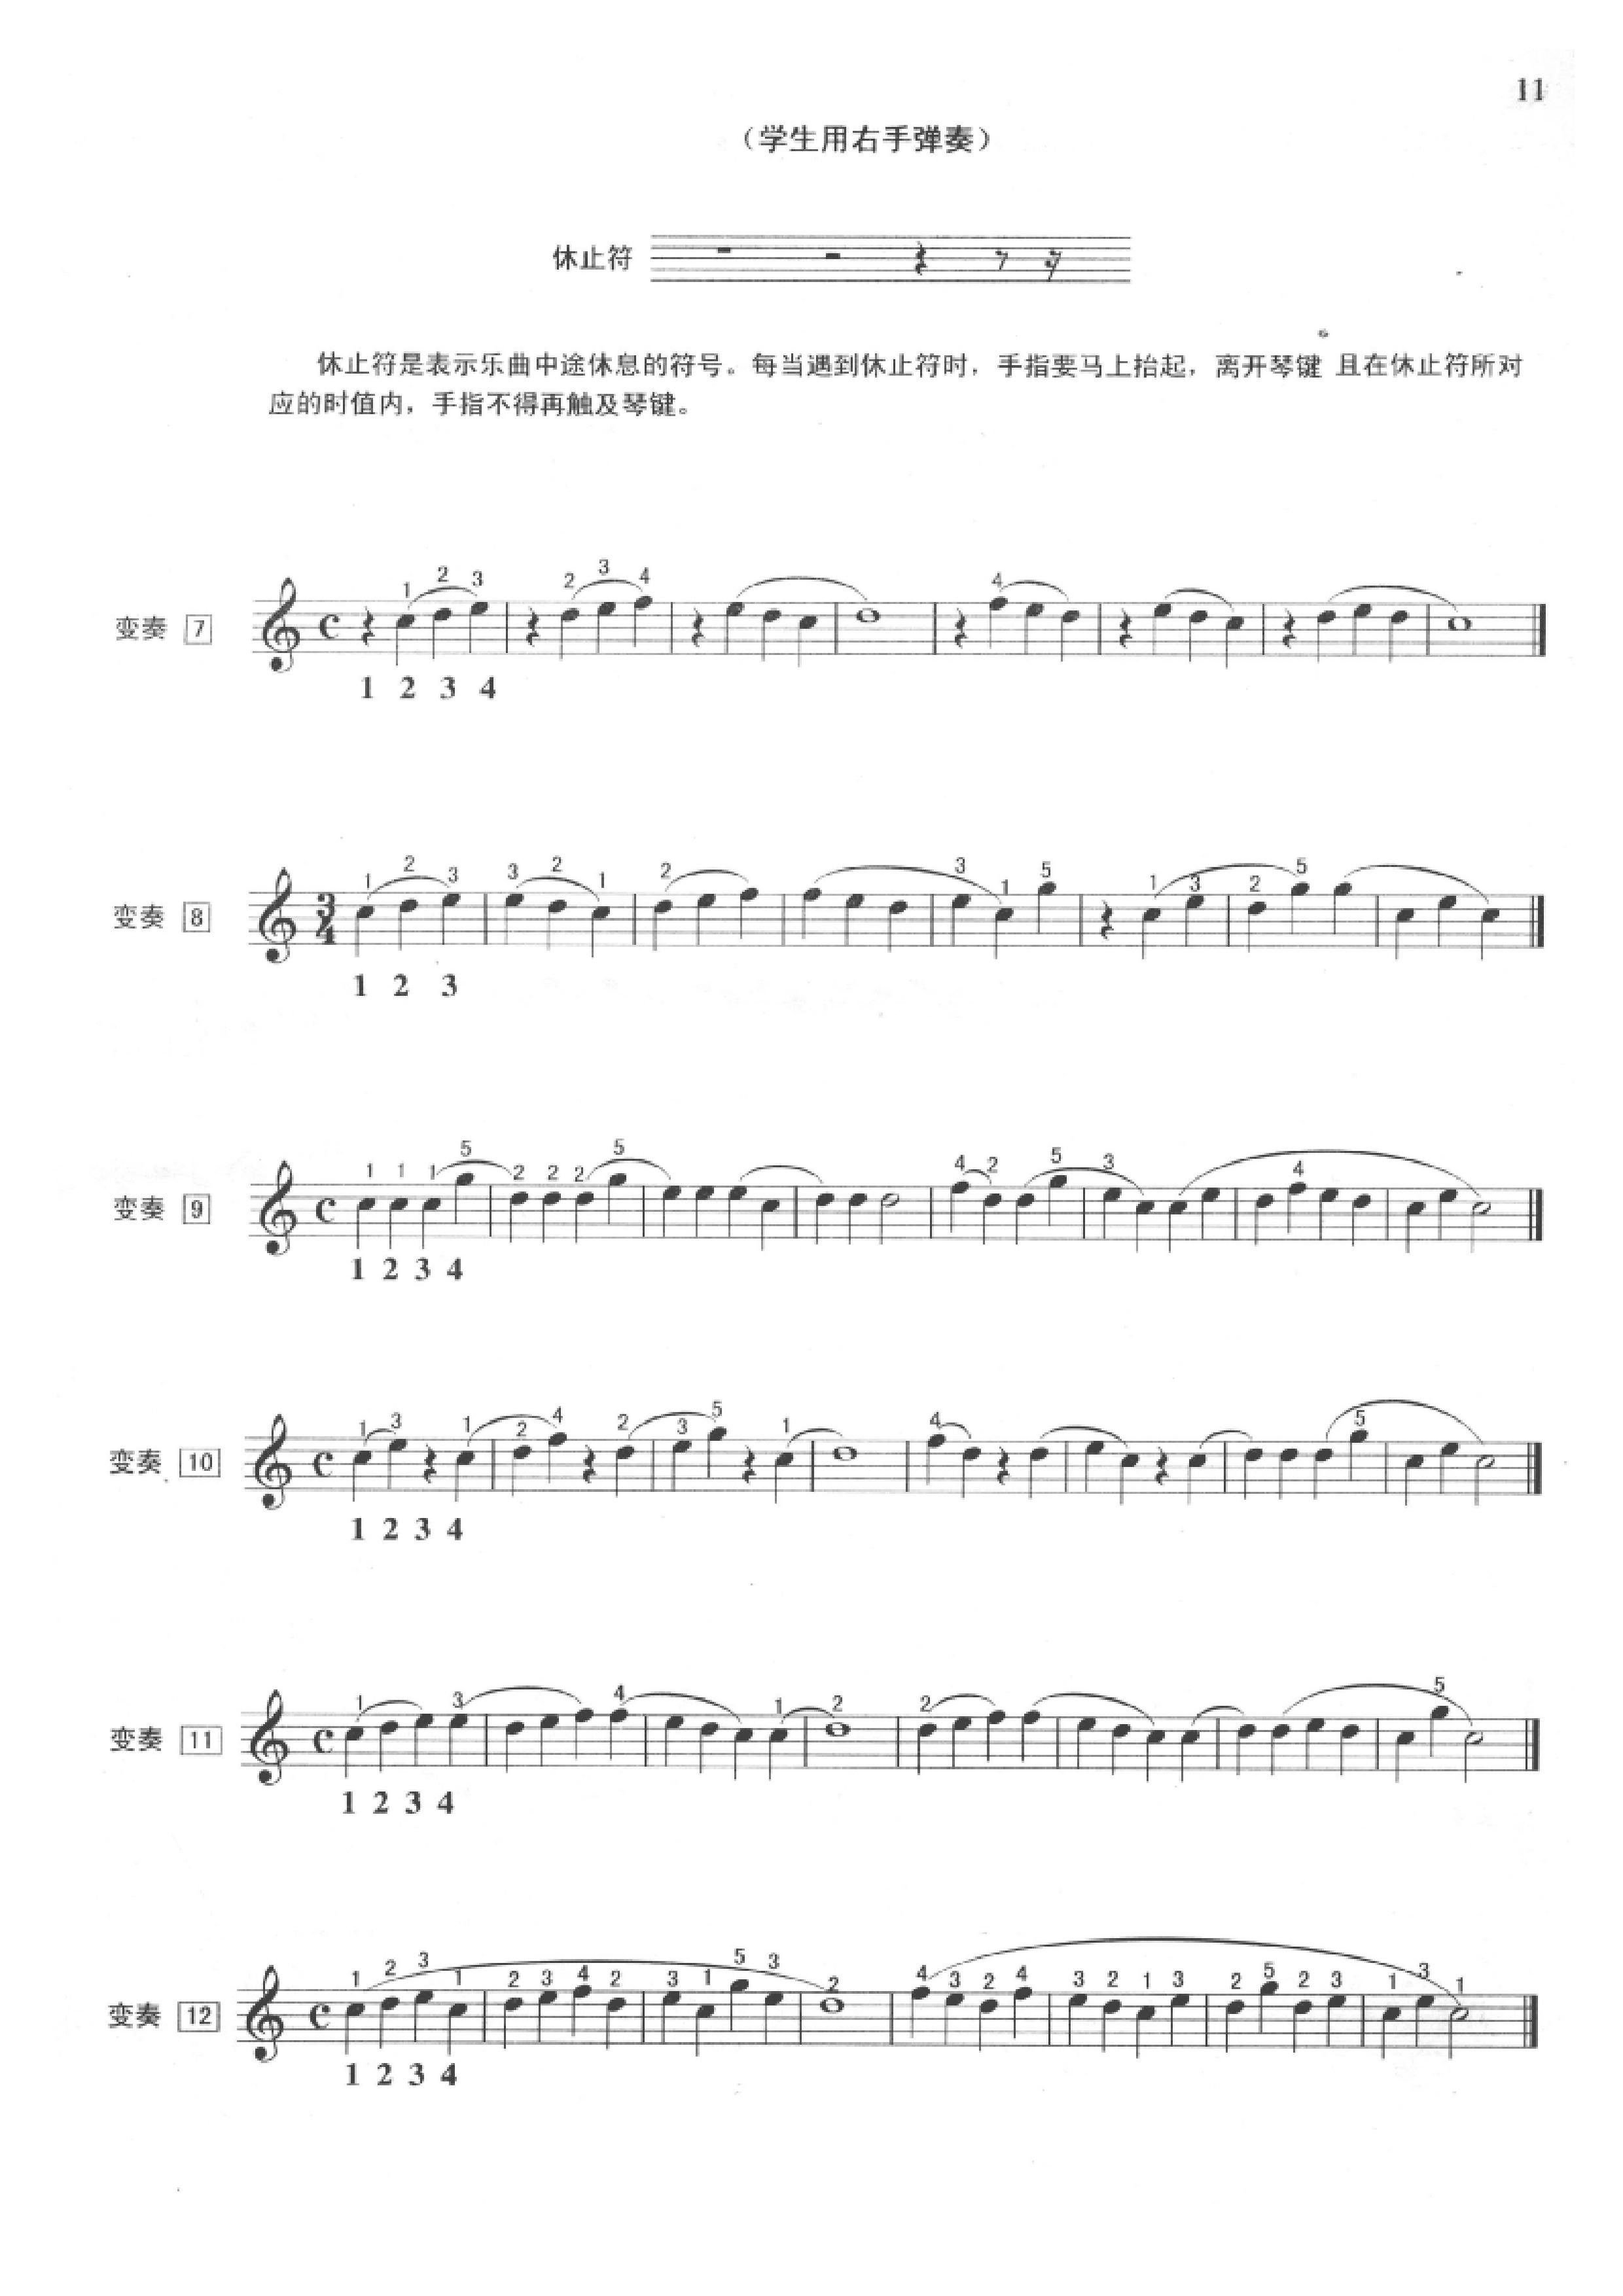 11
（学生用右手弹奏）
休止符
休止符是表示乐曲中途休息的符号。每当遇到休止符时，手指要马上抬起，离开琴键 且在休止符所对
应的时值内，手指不得再触及琴键。
1 2 3 2 3 4 4
变奏 7
1 2 3 4
1 2 3 3 2 1 2 3 1 5 1 3 2 5
变奏 8 3 4
1 2 3
1 1 1 5 2 2 2 5 4 2 5 3 4
变奏 9
1 2 3 4
1 3 1 2 4 2 3 5 1 4 5
变奏 10
1 2 3 4
1 3 4 1 2 2 5
变奏 11
1 2 3 4
1 2 3 1 2 3 4 2 3 1 5 3 2 4 3 2 4 3 2 1 3 2 5 2 3 1 3 1
变奏 12
1 2 3 4